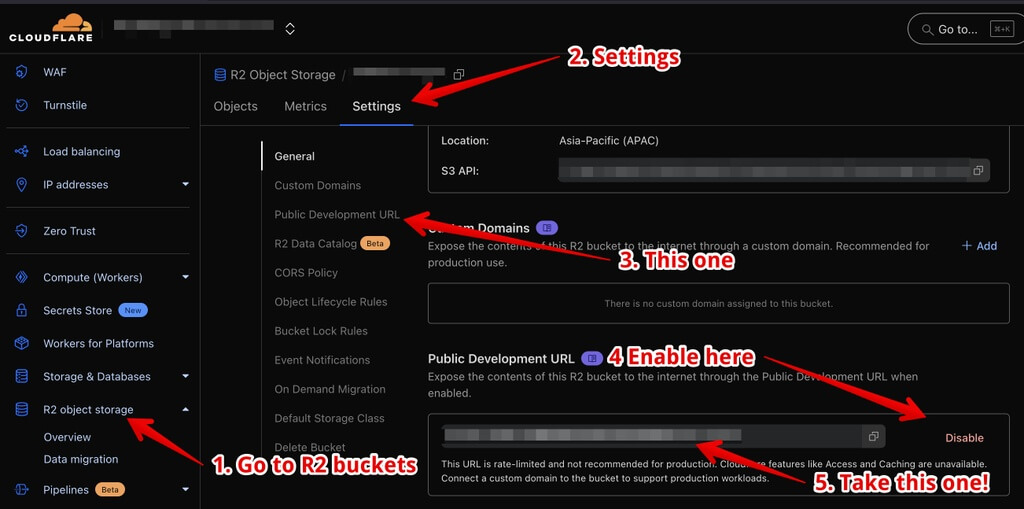 CLOUDFLARE
Go to...
⌘+K
WAF
Turnstile
Load balancing
IP addresses
Zero Trust
Compute (Workers)
Secrets Store New
Workers for Platforms
Storage & Databases
R2 object storage
Overview
Data migration
Pipelines Beta
1. Go to R2 buckets
R2 Object Storage /
2. Settings
Objects Metrics Settings
General
Custom Domains
Public Development URL
R2 Data Catalog Beta
CORS Policy
Object Lifecycle Rules
Bucket Lock Rules
Event Notifications
On Demand Migration
Default Storage Class
Delete Bucket
Location: Asia-Pacific (APAC)
S3 API:
Custom Domains
Expose the contents of this R2 bucket to the internet through a custom domain. Recommended for
production use.
+ Add
3. This one
There is no custom domain assigned to this bucket.
Public Development URL
4 Enable here
Expose the contents of this R2 bucket to the internet through the Public Development URL when
enabled.
Disable
This URL is rate-limited and not recommended for production. Cloudflare features like Access and Caching are unavailable.
Connect a custom domain to the bucket to support production workloads.
5. Take this one!